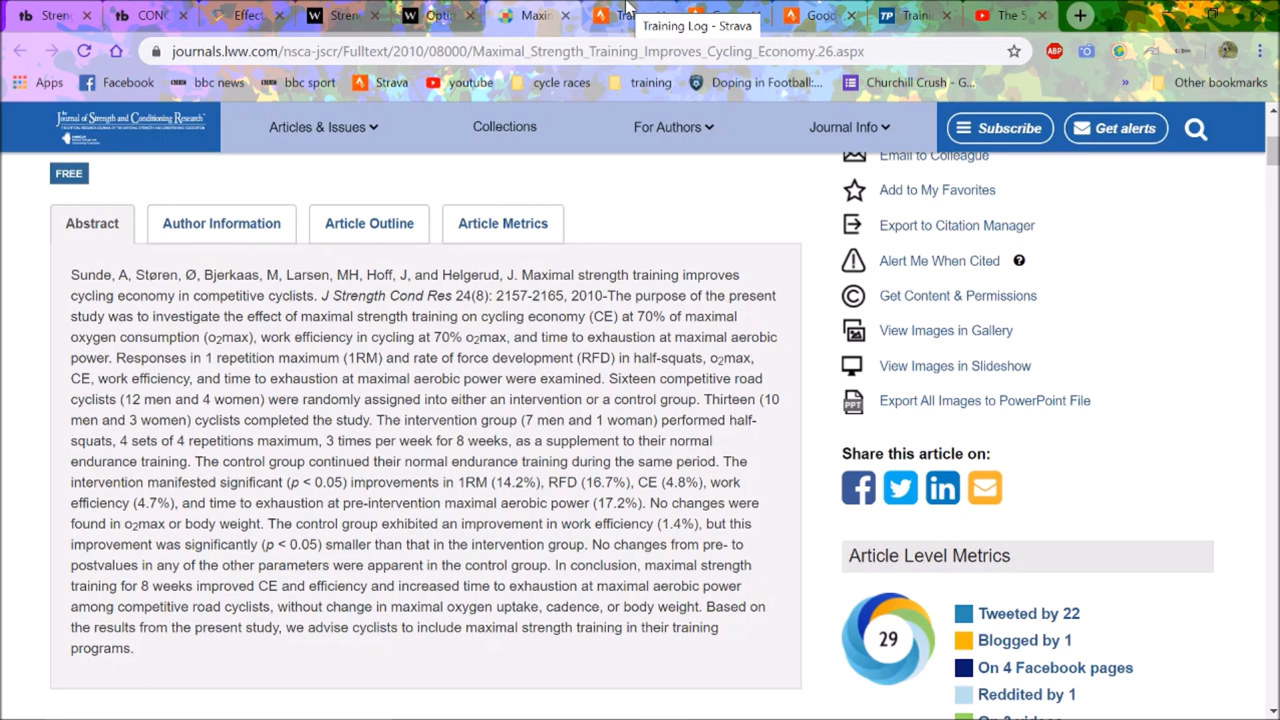 Stren
CONC
Effect
Stren
Optim
Maxin
Trai
Good
Traini
The 5
Training Log - Strava
journals.lww.com/nsca-jscr/Fulltext/2010/08000/Maximal_Strength_Training_Improves_Cycling_Economy.26.aspx
Apps
Facebook
bbc news
bbc sport
Strava
youtube
cycle races
training
Doping in Football:...
Churchill Crush - G...
»
Other bookmarks
Journal of Strength and Conditioning Research
Articles & Issues
Collections
For Authors
Journal Info
Subscribe
Get alerts
FREE
Email to Colleague
Add to My Favorites
Abstract
Author Information
Article Outline
Article Metrics
Export to Citation Manager
Alert Me When Cited
Get Content & Permissions
View Images in Gallery
View Images in Slideshow
Export All Images to PowerPoint File
Sunde, A, Støren, Ø, Bjerkaas, M, Larsen, MH, Hoff, J, and Helgerud, J. Maximal strength training improves
cycling economy in competitive cyclists. J Strength Cond Res 24(8): 2157-2165, 2010-The purpose of the present
study was to investigate the effect of maximal strength training on cycling economy (CE) at 70% of maximal
oxygen consumption (o2max), work efficiency in cycling at 70% o2max, and time to exhaustion at maximal aerobic
power. Responses in 1 repetition maximum (1RM) and rate of force development (RFD) in half-squats, o2max,
CE, work efficiency, and time to exhaustion at maximal aerobic power were examined. Sixteen competitive road
cyclists (12 men and 4 women) were randomly assigned into either an intervention or a control group. Thirteen (10
men and 3 women) cyclists completed the study. The intervention group (7 men and 1 woman) performed half-
squats, 4 sets of 4 repetitions maximum, 3 times per week for 8 weeks, as a supplement to their normal
endurance training. The control group continued their normal endurance training during the same period. The
intervention manifested significant (p < 0.05) improvements in 1RM (14.2%), RFD (16.7%), CE (4.8%), work
efficiency (4.7%), and time to exhaustion at pre-intervention maximal aerobic power (17.2%). No changes were
found in o2max or body weight. The control group exhibited an improvement in work efficiency (1.4%), but this
improvement was significantly (p < 0.05) smaller than that in the intervention group. No changes from pre- to
postvalues in any of the other parameters were apparent in the control group. In conclusion, maximal strength
training for 8 weeks improved CE and efficiency and increased time to exhaustion at maximal aerobic power
among competitive road cyclists, without change in maximal oxygen uptake, cadence, or body weight. Based on
the results from the present study, we advise cyclists to include maximal strength training in their training
programs.
Share this article on:
Article Level Metrics
29
Tweeted by 22
Blogged by 1
On 4 Facebook pages
Reddited by 1